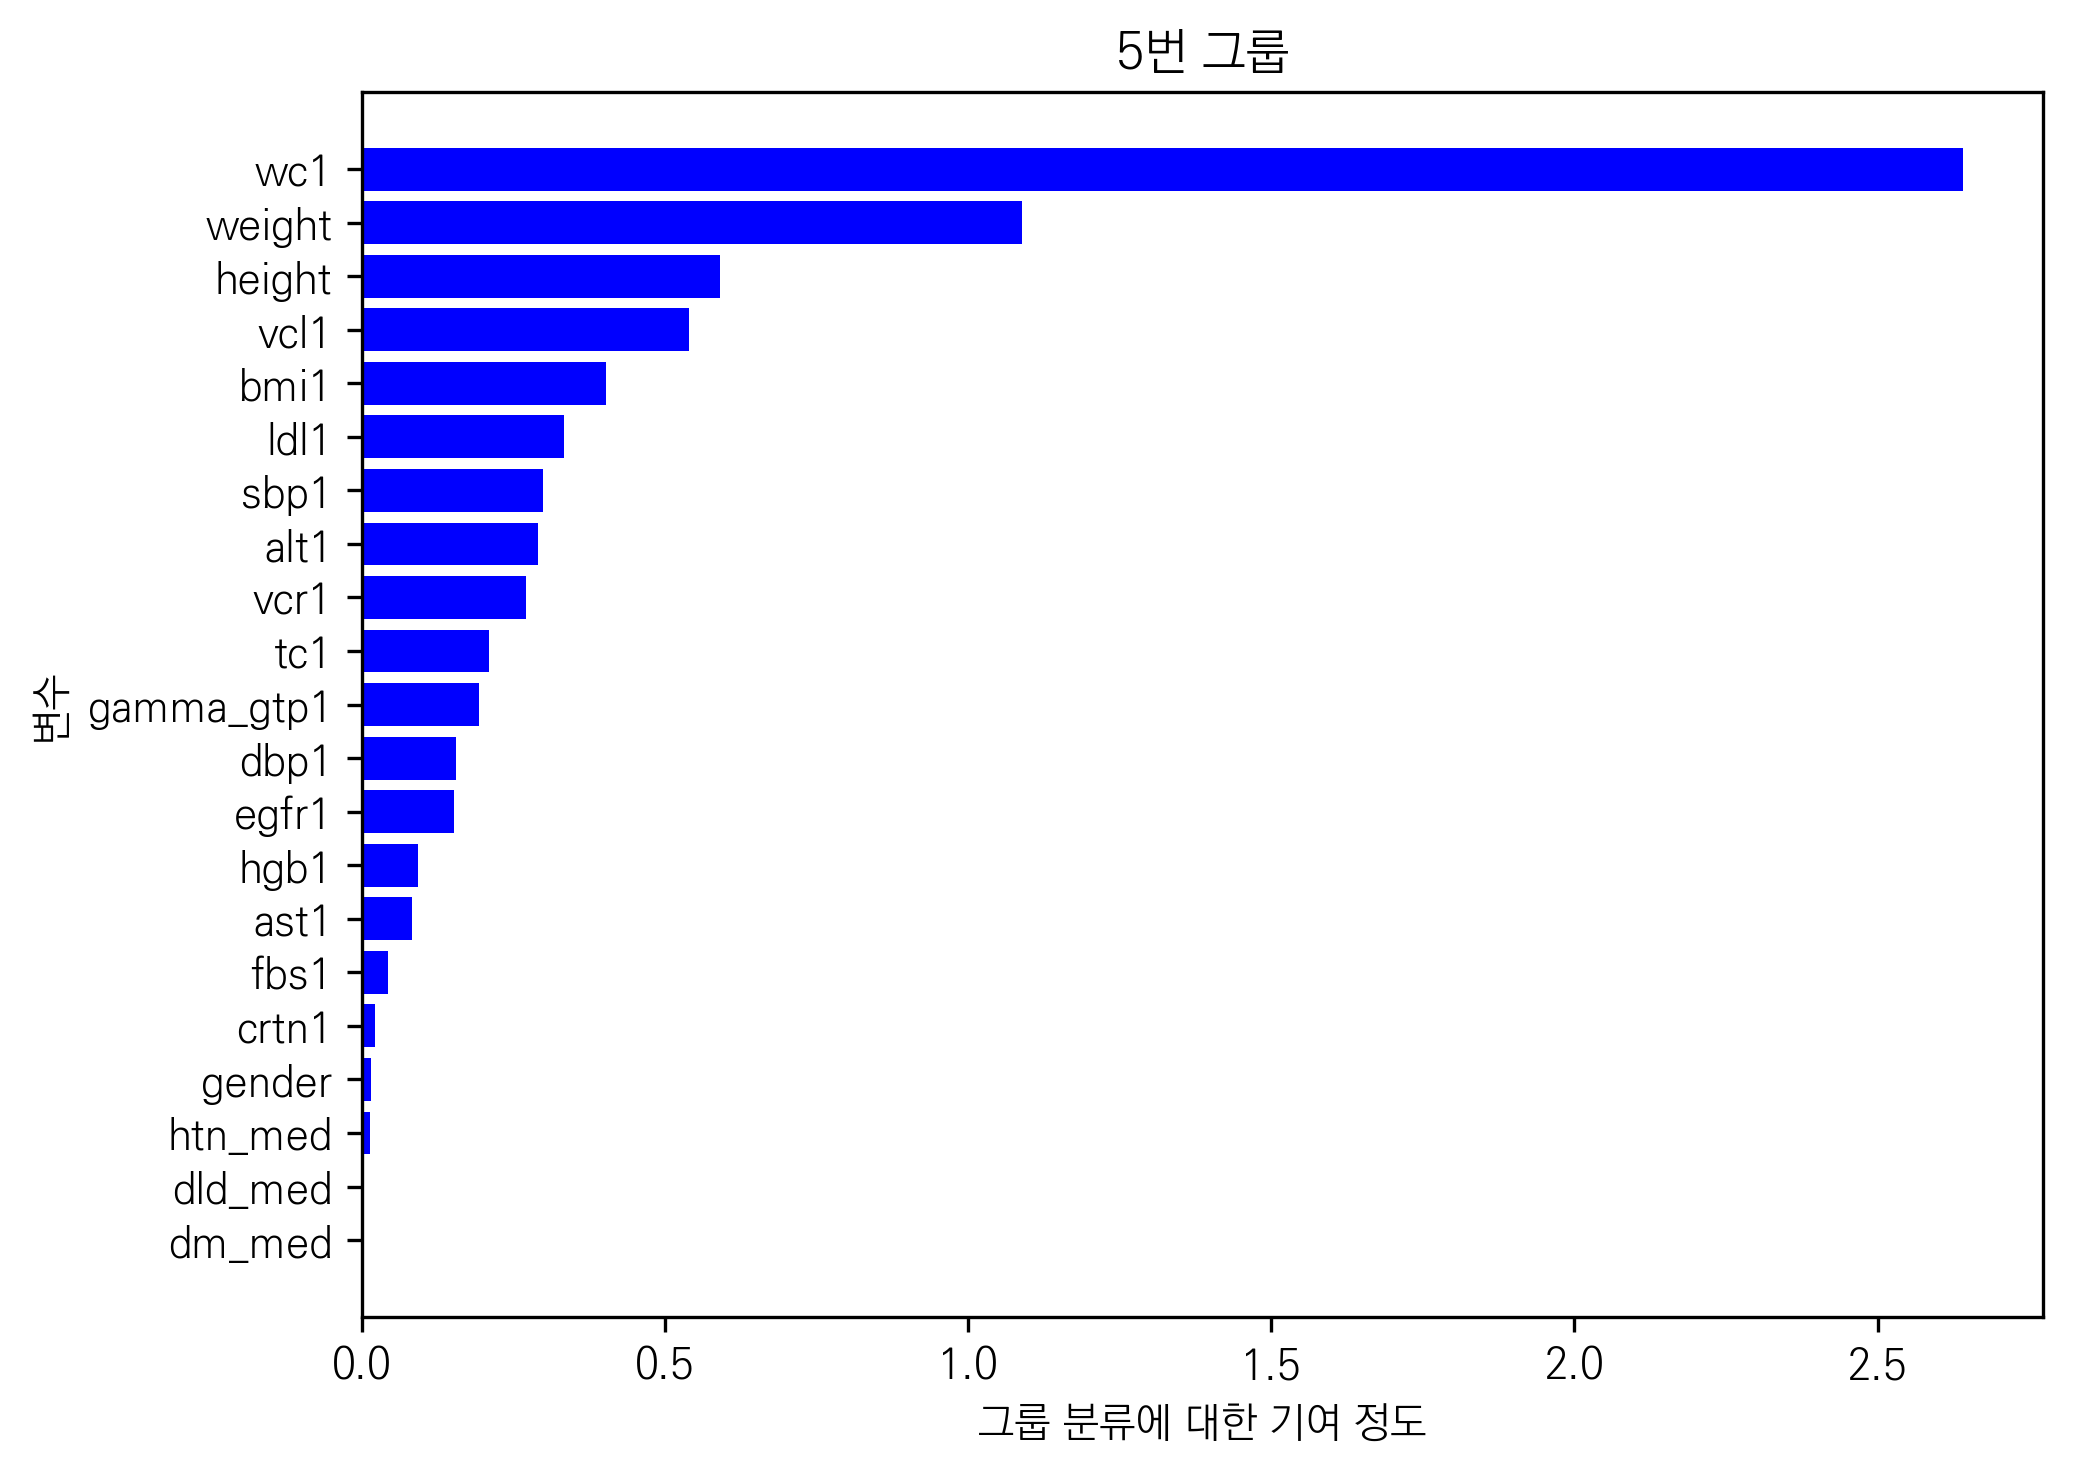 5번 그룹
wc1
weight
height
vcl1
bmi1
ldl1
sbp1
alt1
vcr1
tc1
gamma_gtp1
dbp1
egfr1
hgb1
ast1
fbs1
crtn1
gender
htn_med
dld_med
dm_med
변수
0.0 0.5 1.0 1.5 2.0 2.5
그룹 분류에 대한 기여 정도